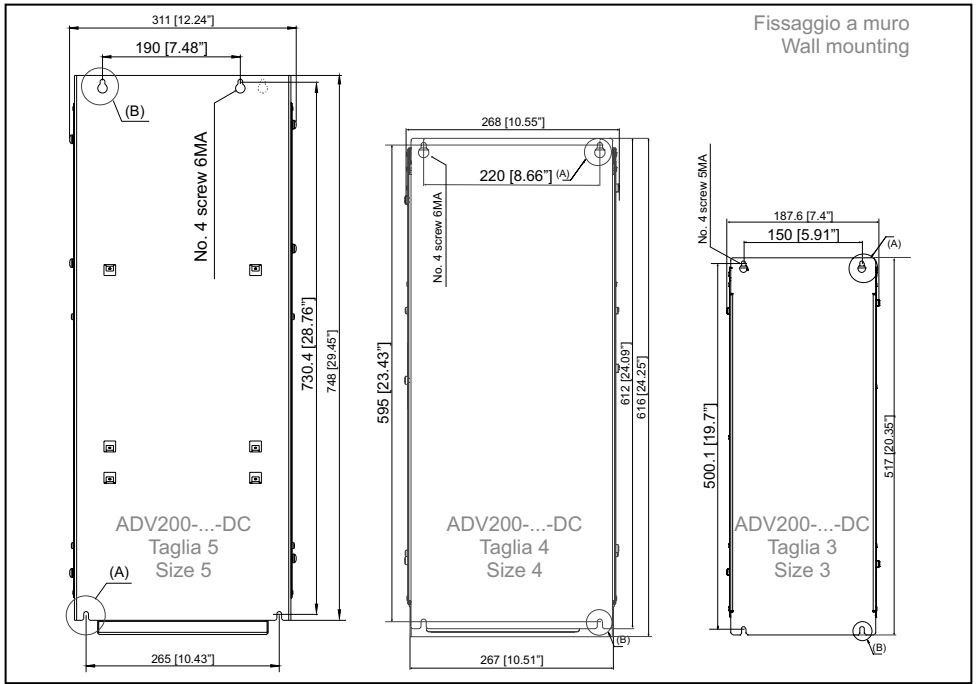 Fissaggio a muro
Wall mounting
311 [12.24”]
190 [7.48”]
(B)
No. 4 screw 6MA
730.4 [28.76”]
748 [29.45”]
ADV200-...-DC
Taglia 5
Size 5
(A)
265 [10.43”]
268 [10.55”]
220 [8.66”] (A)
No. 4 screw 6MA
595 [23.43”]
612 [24.09”]
616 [24.25”]
ADV200-...-DC
Taglia 4
Size 4
(B)
267 [10.51”]
No. 4 screw 5MA
187.6 [7.4”]
150 [5.91”]
(A)
500.1 [19.7”]
517 [20.35”]
ADV200-...-DC
Taglia 3
Size 3
(B)